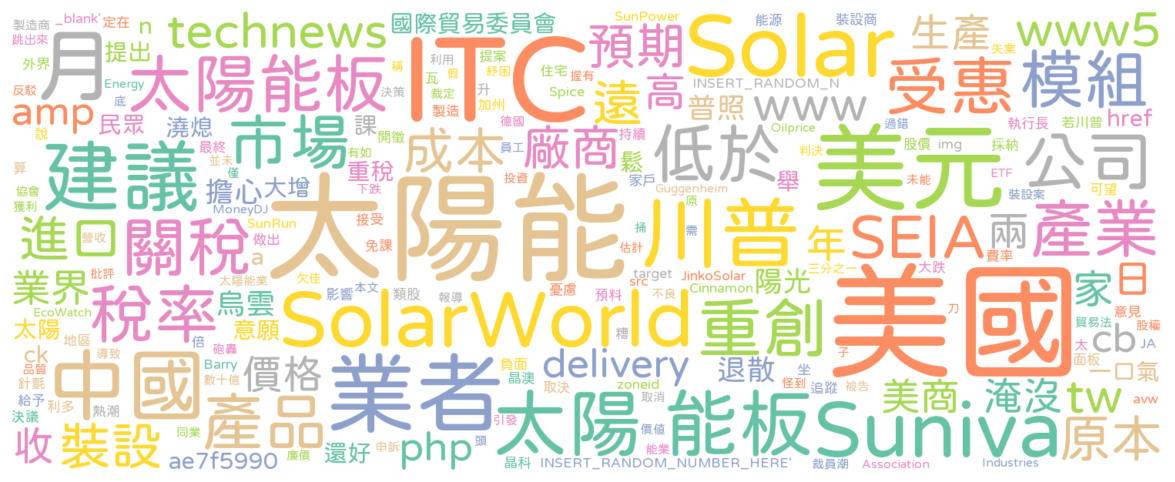 製造商
_blank'
定在
n
technews
國際貿易委員會
SunPower
能源
裝設商
生產
www5
跳出來
提出
月
太陽能板
ITC
提案
利用
紓困
預期
Solar
失業
外界
瓦
稱
假
住宅
握有
INSERT_RANDOM_N
受惠
模組
反駁
Energy
決策
裁定
升
加州
Spice
遠
高
底
amp
民眾
澆熄
製造
德國
普照
www
執行長
若川普
href
說
市場
課
開徵
持續
Oilprice
過錯
建議
最終
並未
有如
成本
員工
廠商
鬆
低於
舉
判決
股價
img
採納
美元
公司
算
僅
重稅
投資
家戶
未能
ETF
裝設案
協會
擔心
大增
下跌
太陽能
Guggenheim
可望
獲利
MoneyDJ
SunRun
接受
原
川普
進口
營收
關稅
做出
免課
掃
需
年
SEIA
兩
產業
a
估計
三分之一
費率
業界
批評
太陽能業
欠佳
target
JinkoSolar
陽光
大跌
家
日
貿易法
股權
意見
EcoWatch
稅率
烏雲
影響
本文
類股
報導
憂慮
預料
src
不良
Cinnamon
太陽
地區
倍
意願
SolarWorld
重創
刀
太
JA
ck
導致
砲轟
糟
子
cb
面板
品質
中國
Barry
負面
delivery
退散
坐
美國
一口氣
針氈
數十億
價格
業者
晶澳
zoneid
怪到
追蹤
被告
給予
利多
取決
取消
美商
淹沒
tw
avw
決議
熱潮
產品
引發
太陽能板
價值
Suniva
收
裝設
同業
申訴
還好
php
頭
能業
原本
ae7f5990
廉價
晶科
INSERT_RANDOM_NUMBER_HERE'
裁員潮
Association
Industries